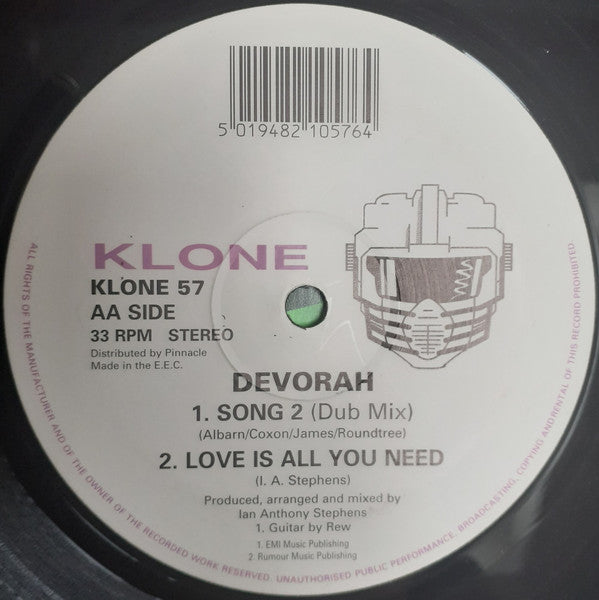 5 019482 105764
KLONE
KLONE 57
AA SIDE
33 RPM STEREO
Distributed by Pinnacle
Made in the E.E.C.
DEVORAH
1. SONG 2 (Dub Mix)
(Albarn/Coxon/James/Roundtree)
2. LOVE IS ALL YOU NEED
(I. A. Stephens)
Produced, arranged and mixed by
Ian Anthony Stephens
1. Guitar by Rew
1. EMI Music Publishing
2. Rumour Music Publishing
ALL RIGHTS OF THE MANUFACTURER AND OF THE OWNER OF THE RECORDED WORK RESERVED. UNAUTHORISED PUBLIC PERFORMANCE, BROADCASTING, COPYING AND RENTAL OF THIS RECORD PROHIBITED.